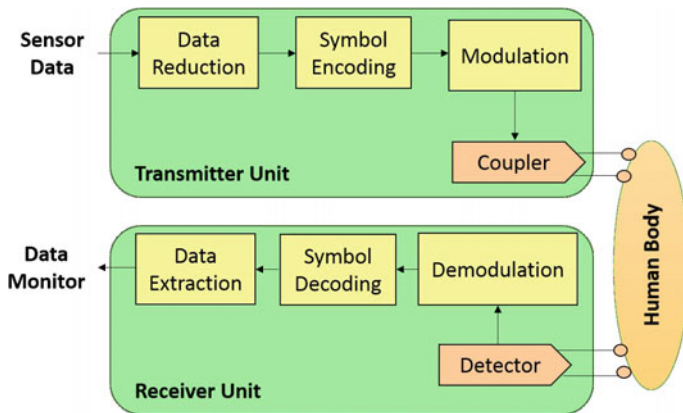 Sensor
Data
Data
Reduction
Symbol
Encoding
Modulation
Coupler
Transmitter Unit
Human Body
Data
Monitor
Data
Extraction
Symbol
Decoding
Demodulation
Detector
Receiver Unit